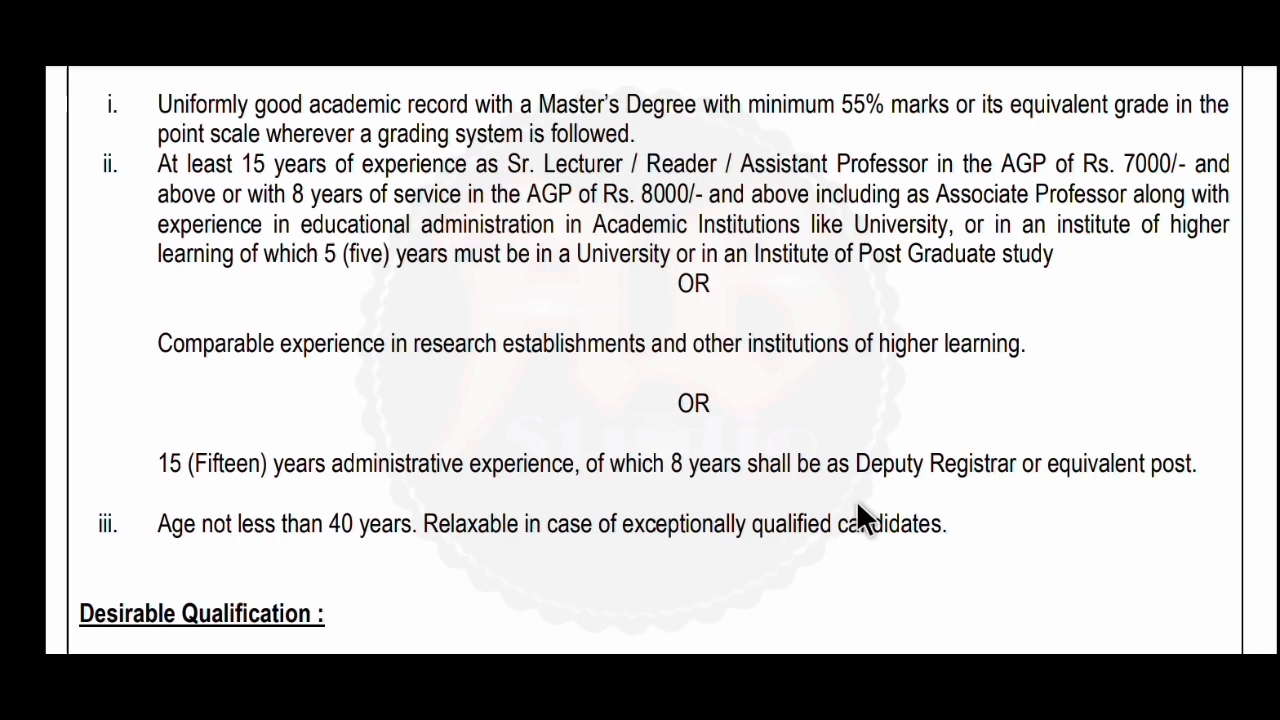 i. Uniformly good academic record with a Master’s Degree with minimum 55% marks or its equivalent grade in the
point scale wherever a grading system is followed.
ii. At least 15 years of experience as Sr. Lecturer / Reader / Assistant Professor in the AGP of Rs. 7000/- and
above or with 8 years of service in the AGP of Rs. 8000/- and above including as Associate Professor along with
experience in educational administration in Academic Institutions like University, or in an institute of higher
learning of which 5 (five) years must be in a University or in an Institute of Post Graduate study
OR
Comparable experience in research establishments and other institutions of higher learning.
OR
15 (Fifteen) years administrative experience, of which 8 years shall be as Deputy Registrar or equivalent post.
iii. Age not less than 40 years. Relaxable in case of exceptionally qualified candidates.
Desirable Qualification :